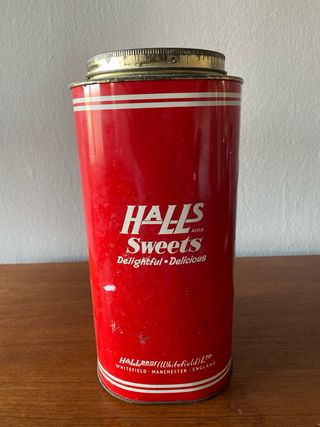 HALLS
REGD.
Sweets
Delightful • Delicious
HALL BROS (Whitefield) LTD
WHITEFIELD · MANCHESTER · ENGLAND